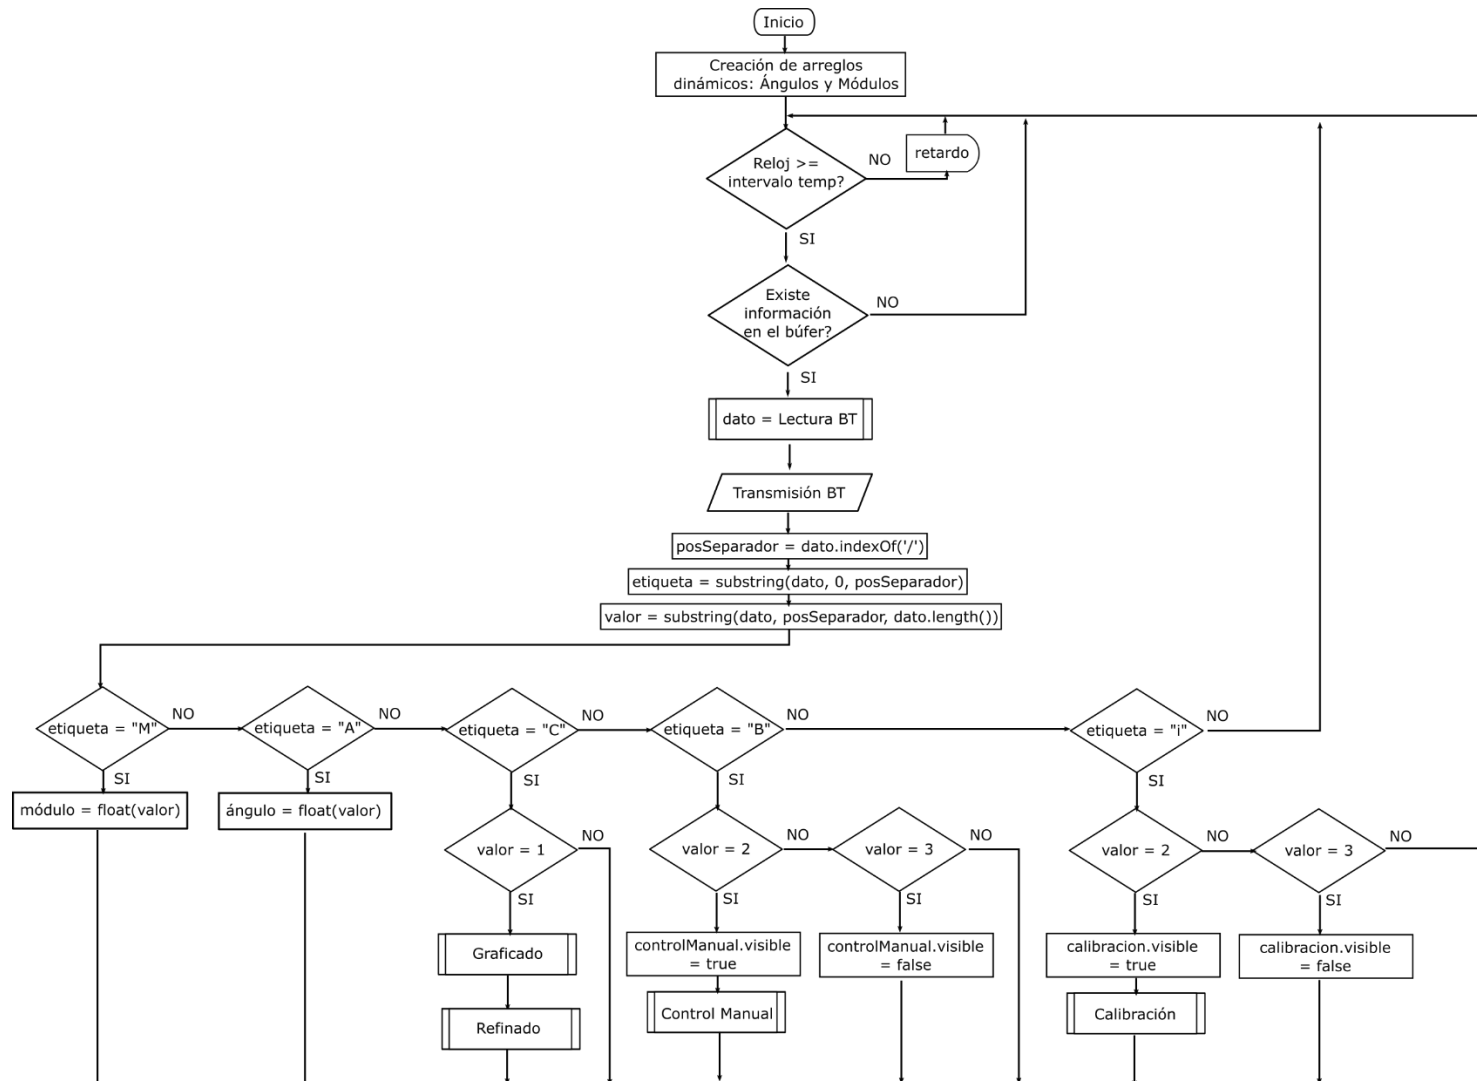 Inicio
Creación de arreglos
dinámicos: Ángulos y Módulos
Reloj >=
intervalo temp?
NO
retardo
SI
Existe
información
en el búfer?
NO
SI
dato = Lectura BT
Transmisión BT
posSeparador = dato.indexOf('/')
etiqueta = substring(dato, 0, posSeparador)
valor = substring(dato, posSeparador, dato.length())
etiqueta = "M"
NO
etiqueta = "A"
NO
etiqueta = "C"
NO
etiqueta = "B"
NO
etiqueta = "i"
NO
SI
SI
SI
SI
SI
módulo = float(valor)
ángulo = float(valor)
valor = 1
NO
valor = 2
NO
valor = 3
NO
valor = 2
NO
valor = 3
NO
SI
SI
SI
SI
SI
Graficado
controlManual.visible
= true
controlManual.visible
= false
calibracion.visible
= true
calibracion.visible
= false
Refinado
Control Manual
Calibración